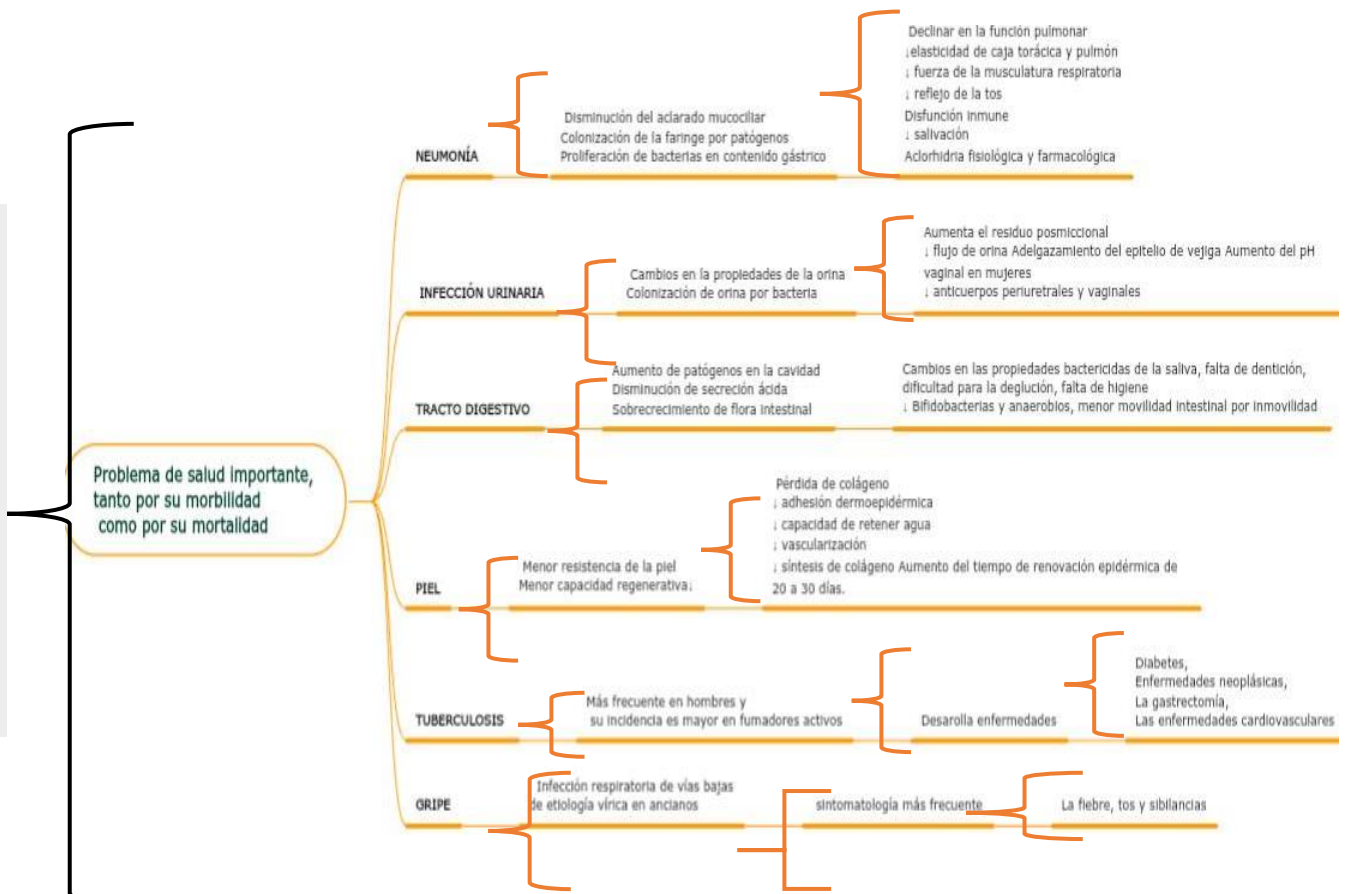 Problema de salud importante,
tanto por su morbilidad
como por su mortalidad
NEUMONÍA
Disminución del aclarado mucociliar
Colonización de la faringe por patógenos
Proliferación de bacterias en contenido gástrico
Declinar en la función pulmonar
↓elasticidad de caja torácica y pulmón
↓ fuerza de la musculatura respiratoria
↓ reflejo de la tos
Disfunción inmune
↓ salivación
Aclorhidria fisiológica y farmacológica
INFECCIÓN URINARIA
Cambios en la propiedades de la orina
Colonización de orina por bacteria
Aumenta el residuo posmiccional
↓ flujo de orina Adelgazamiento del epitelio de vejiga Aumento del pH
vaginal en mujeres
↓ anticuerpos periuretrales y vaginales
TRACTO DIGESTIVO
Aumento de patógenos en la cavidad
Disminución de secreción ácida
Sobrecrecimiento de flora intestinal
Cambios en las propiedades bactericidas de la saliva, falta de dentición,
dificultad para la deglución, falta de higiene
↓ Bifidobacterias y anaerobios, menor movilidad intestinal por inmovilidad
PIEL
Menor resistencia de la piel
Menor capacidad regenerativa↓
Pérdida de colágeno
↓ adhesión dermoepidérmica
↓ capacidad de retener agua
↓ vascularización
↓ síntesis de colágeno Aumento del tiempo de renovación epidérmica de
20 a 30 días.
TUBERCULOSIS
Más frecuente en hombres y
su incidencia es mayor en fumadores activos
Desarolla enfermedades
Diabetes,
Enfermedades neoplásicas,
La gastrectomía,
Las enfermedades cardiovasculares
GRIPE
Infección respiratoria de vías bajas
de etiología vírica en ancianos
sintomatología más frecuente
La fiebre, tos y sibilancias